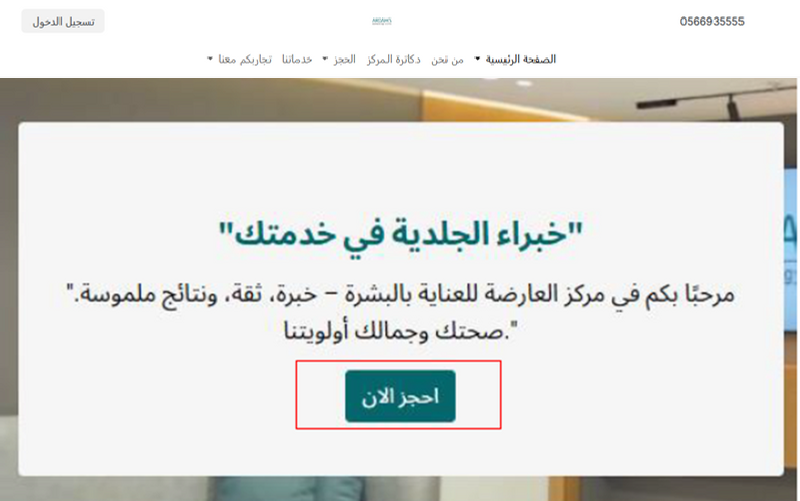 0566935555
تسجيل الدخول
الصفحة الرئيسية من نحن دكاترة المركز الحجز خدماتنا تجاربكم معنا
"خبراء الجلدية في خدمتك"
مرحبًا بكم في مركز العارضة للعناية بالبشرة – خبرة، ثقة، ونتائج ملموسة."
".صحتك وجمالك أولويتنا
احجز الان